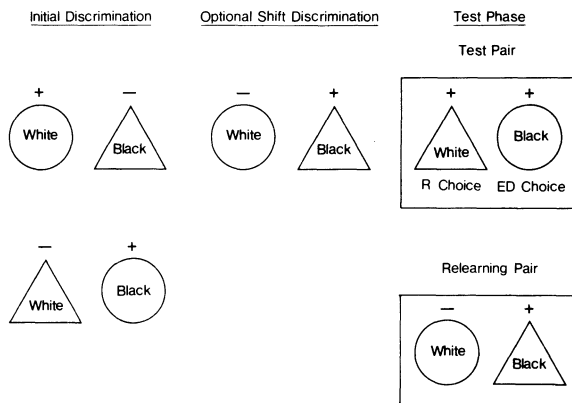 Initial Discrimination
Optional Shift Discrimination
Test Phase
Test Pair
+ −
White Black
− +
White Black
+ +
White Black
R Choice ED Choice
− +
White Black
Relearning Pair
− +
White Black